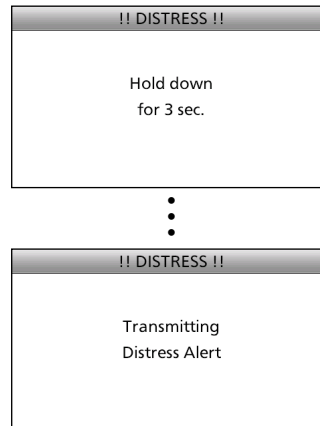 !! DISTRESS !!
Hold down
for 3 sec.
!! DISTRESS !!
Transmitting
Distress Alert